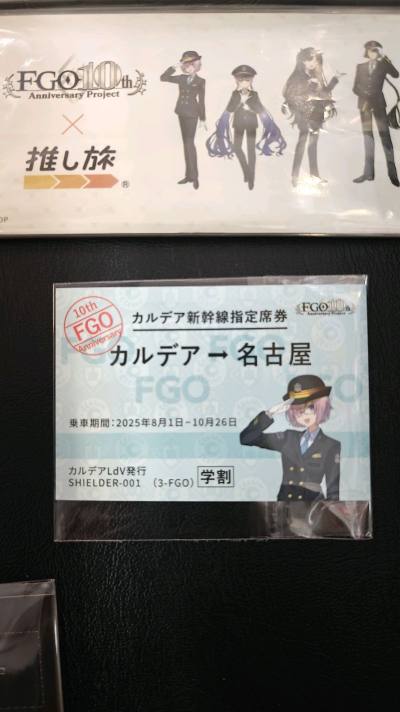 FGO 10th
Anniversary Project
×
推し旅®
10th
FGO
Anniversary
カルデア新幹線指定席券
FGO 10th
Anniversary Project
カルデア➡名古屋
FGO
乗車期間:2025年8月1日-10月26日
カルデアLdV発行
SHIELDER-001 (3-FGO) 学割